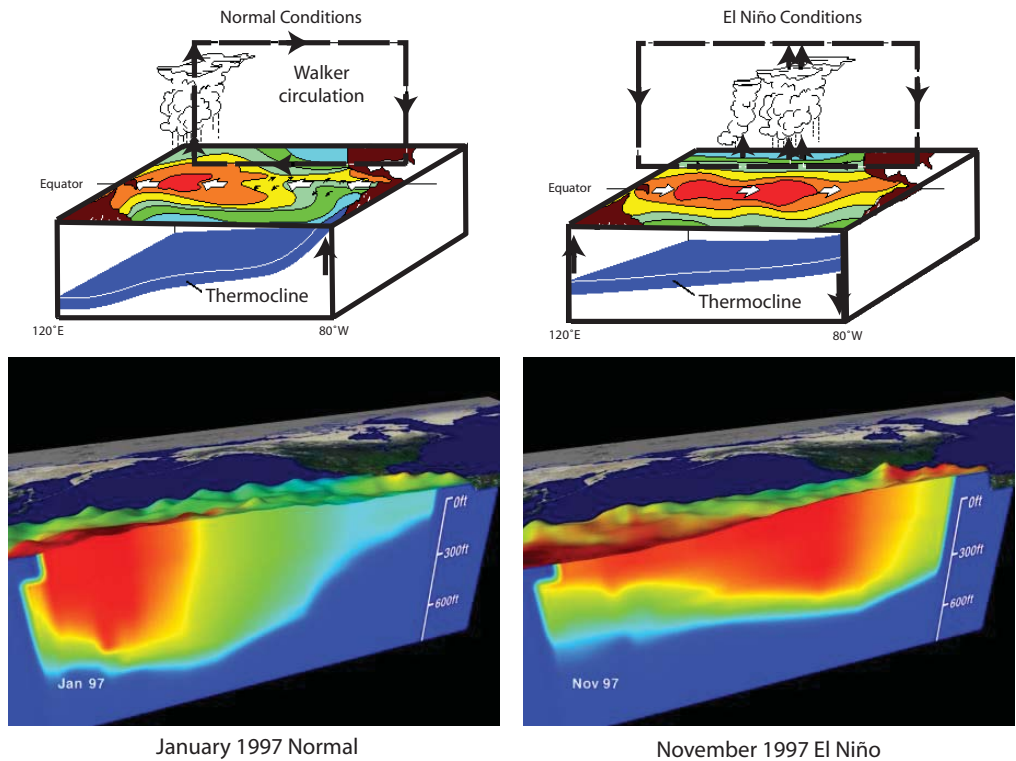 Normal Conditions
Walker
circulation
Equator
Thermocline
120˚E
80˚W
El Niño Conditions
Equator
Thermocline
120˚E
80˚W
0ft
300ft
600ft
Jan 97
January 1997 Normal
0ft
300ft
600ft
Nov 97
November 1997 El Niño